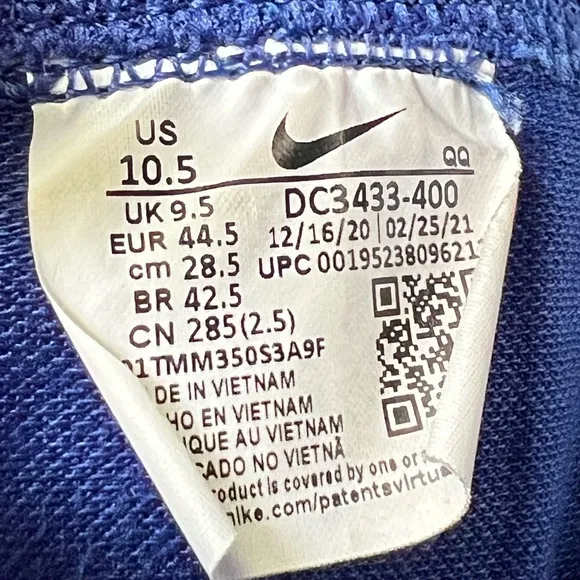 US
10.5
QQ
UK 9.5
DC3433-400
EUR 44.5
12/16/20 | 02/25/21
cm 28.5
UPC 0019523809621
BR 42.5
CN 285(2.5)
1TMM350S3A9F
DE IN VIETNAM
HO EN VIETNAM
IQUE AU VIETNAM
CADO NO VIETNÃ
roduct is covered by one or
nike.com/patentsvirtua